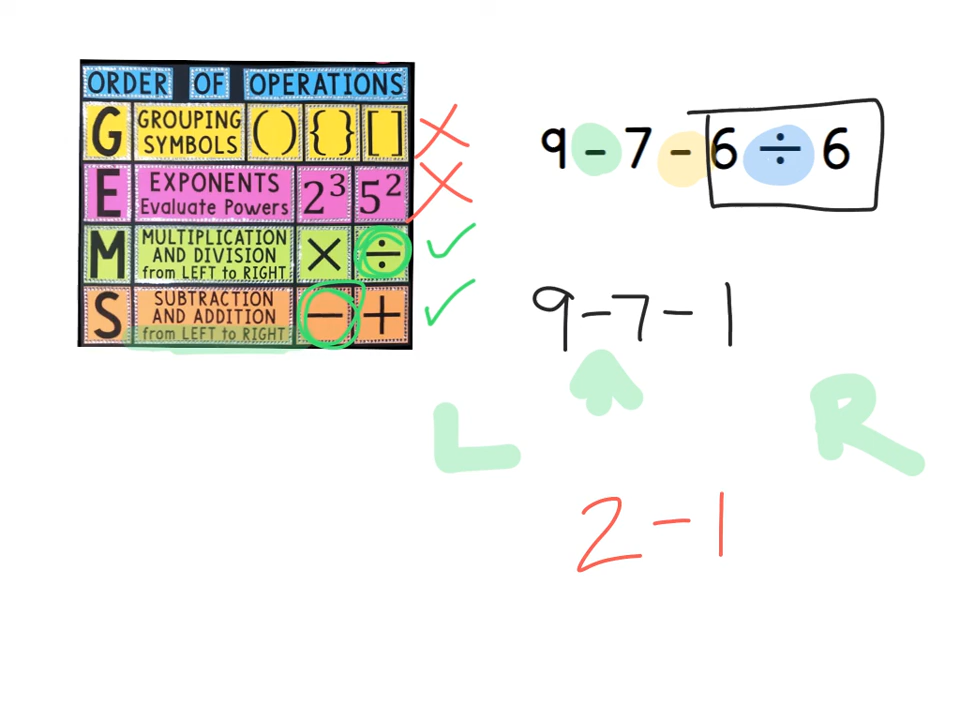 ORDER OF OPERATIONS
G GROUPING SYMBOLS () {} []
E EXPONENTS Evaluate Powers 2³ 5²
M MULTIPLICATION AND DIVISION from LEFT to RIGHT × ÷
S SUBTRACTION AND ADDITION from LEFT to RIGHT − +
9 - 7 - 6 ÷ 6
9 - 7 - 1
L R
2 - 1